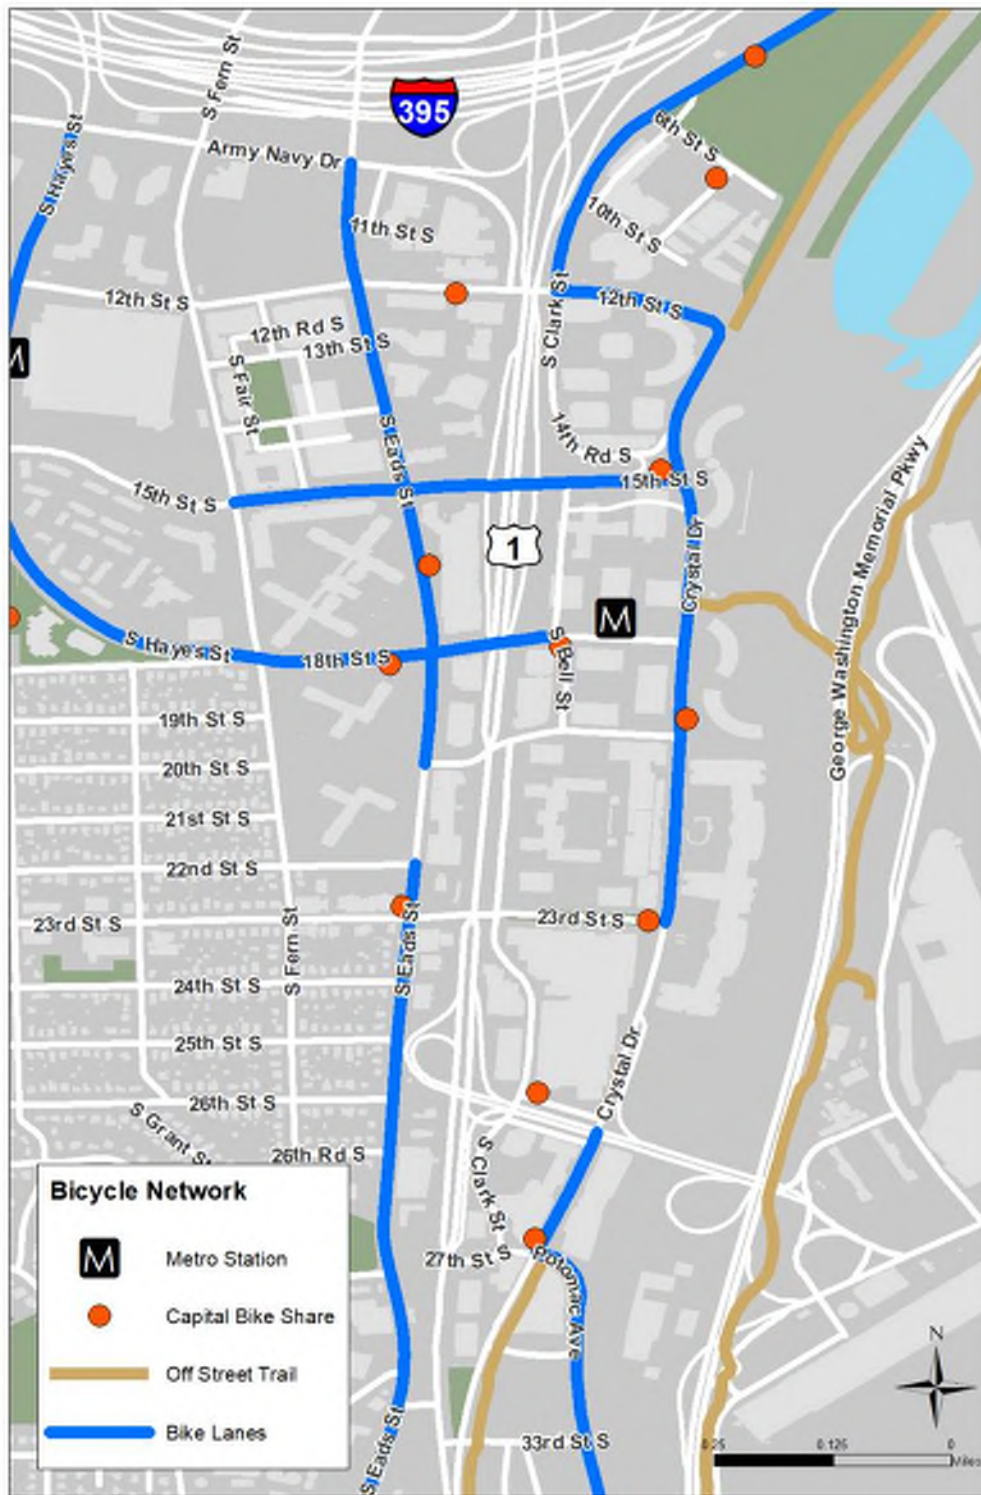 S Fern St
395
S Hayes St
Army Navy Dr
6th St S
11th St S
10th St S
12th St S
12th St S
12th Rd S
13th St S
S Clark St
S Fair St
S Eads St
14th Rd S
15th St S
15th St S
1
Crystal Dr
George Washington Memorial Pkwy
M
M
S Hayes St
18th St S
S Bell St
19th St S
20th St S
21st St S
22nd St S
23rd St S
23rd St S
S Fern St
S Eads St
24th St S
25th St S
26th St S
Crystal Dr
S Grant St
26th Rd S
S Clark St S
27th St S
Potomac Ave
33rd St S
S Eads St
Bicycle Network
M
Metro Station
Capital Bike Share
Off Street Trail
Bike Lanes
N
0.25 0.125 0
Miles